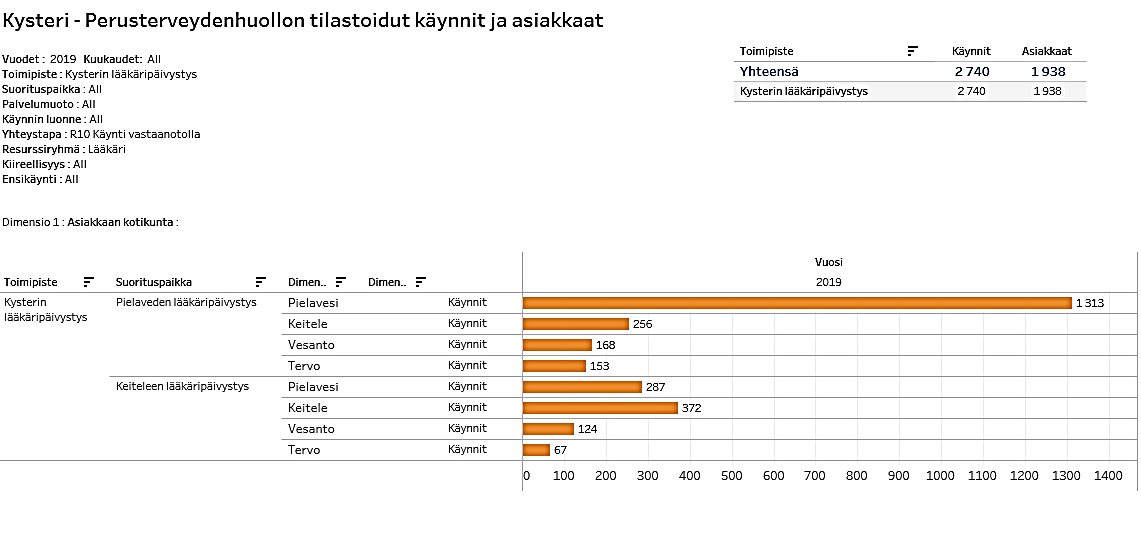 Kysteri - Perusterveydenhuollon tilastoidut käynnit ja asiakkaat
Vuodet : 2019 Kuukaudet: All
Toimipiste : Kysterin lääkäripäivystys
Suorituspaikka : All
Palvelumuoto : All
Käynnin luonne : All
Yhteystapa : R10 Käynti vastaanotolla
Resurssiryhmä : Lääkäri
Kiireellisyys : All
Ensikäynti : All
Toimipiste Käynnit Asiakkaat
Yhteensä 2 740 1 938
Kysterin lääkäripäivystys 2 740 1 938
Dimensio 1 : Asiakkaan kotikunta :
Vuosi
Toimipiste Suorituspaikka Dimen.. Dimen.. 2019
Kysterin lääkäripäivystys Pielaveden lääkäripäivystys Pielavesi Käynnit 1 313
Keitele Käynnit 256
Vesanto Käynnit 168
Tervo Käynnit 153
Keiteleen lääkäripäivystys Pielavesi Käynnit 287
Keitele Käynnit 372
Vesanto Käynnit 124
Tervo Käynnit 67
0 100 200 300 400 500 600 700 800 900 1000 1100 1200 1300 1400